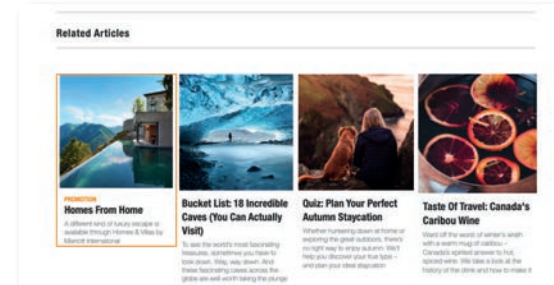 Related Articles
PROMOTION
Homes From Home
A different kind of luxury escape is
available through Homes & Villas by
Marriott International
Bucket List: 18 Incredible
Caves (You Can Actually
Visit)
To see the world's most fascinating
treasures, sometimes you have to
look down. Way, way down. And
these fascinating caves across the
globe are well worth taking the plunge
Quiz: Plan Your Perfect
Autumn Staycation
Whether hunkering down at home or
exploring the great outdoors, there's
no right way to enjoy autumn. We'll
help you discover your true type –
and plan your ideal staycation
Taste Of Travel: Canada's
Caribou Wine
Ward off the worst of winter's wrath
with a warm mug of caribou –
Canada's spirited answer to hot,
spiced wine. We take a look at the
history of the drink and how to make it